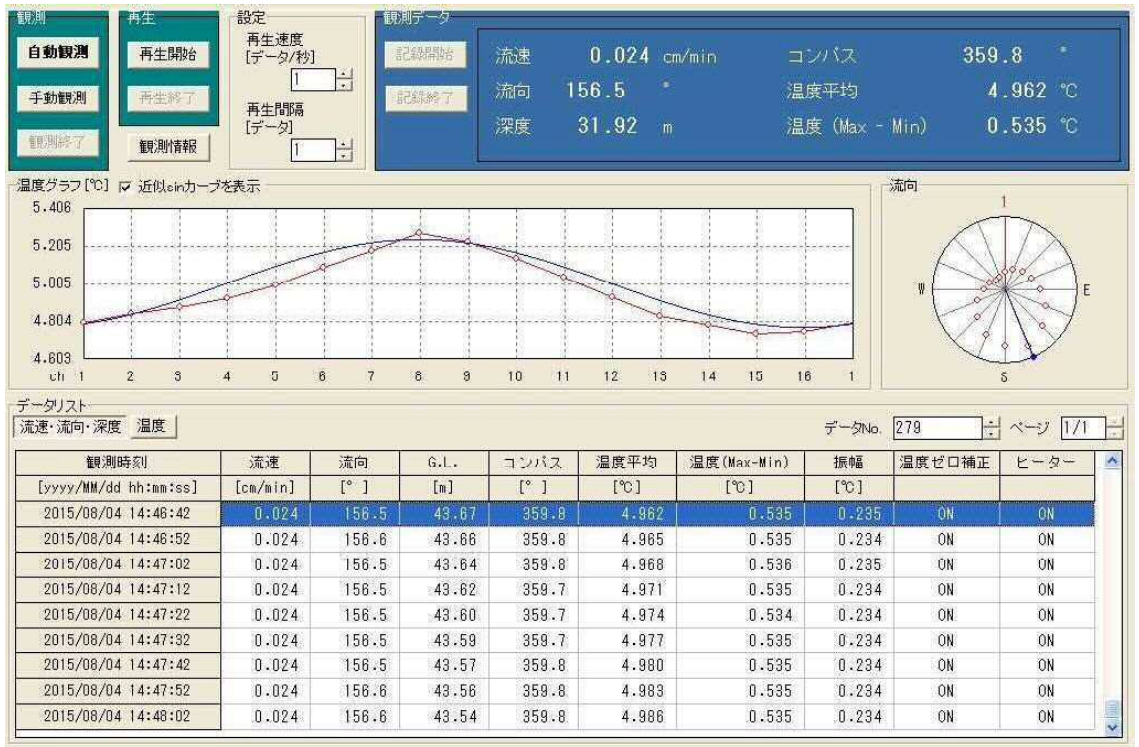 観測
自動観測
手動観測
観測終了
再生
再生開始
再生終了
観測情報
設定
再生速度
[データ/秒]
1
再生間隔
[データ]
1
観測データ
記録開始
記録終了
流速 0.024 cm/min コンパス 359.8 °
流向 156.5 ° 温度平均 4.962 ℃
深度 31.92 m 温度 (Max - Min) 0.535 ℃
温度グラフ[℃] 近似sinカーブを表示
5.406
5.205
5.005
4.804
4.603
ch 1 2 3 4 5 6 7 8 9 10 11 12 13 14 15 16 1
流向
1
W E
S
データリスト
流速・流向・深度 温度 データNo. 279 ページ 1/1
観測時刻 流速 流向 G.L. コンパス 温度平均 温度(Max-Min) 振幅 温度ゼロ補正 ヒーター
[yyyy/MM/dd hh:mm:ss] [cm/min] [° ] [m] [° ] [℃] [℃] [℃]
2015/08/04 14:46:42 0.024 156.5 43.67 359.8 4.962 0.535 0.235 ON ON
2015/08/04 14:46:52 0.024 156.6 43.66 359.8 4.965 0.535 0.234 ON ON
2015/08/04 14:47:02 0.024 156.5 43.64 359.8 4.968 0.536 0.235 ON ON
2015/08/04 14:47:12 0.024 156.5 43.62 359.7 4.971 0.535 0.234 ON ON
2015/08/04 14:47:22 0.024 156.5 43.60 359.7 4.974 0.534 0.234 ON ON
2015/08/04 14:47:32 0.024 156.5 43.59 359.7 4.977 0.535 0.234 ON ON
2015/08/04 14:47:42 0.024 156.5 43.57 359.8 4.980 0.535 0.234 ON ON
2015/08/04 14:47:52 0.024 156.6 43.56 359.8 4.983 0.535 0.234 ON ON
2015/08/04 14:48:02 0.024 156.6 43.54 359.8 4.986 0.535 0.234 ON ON